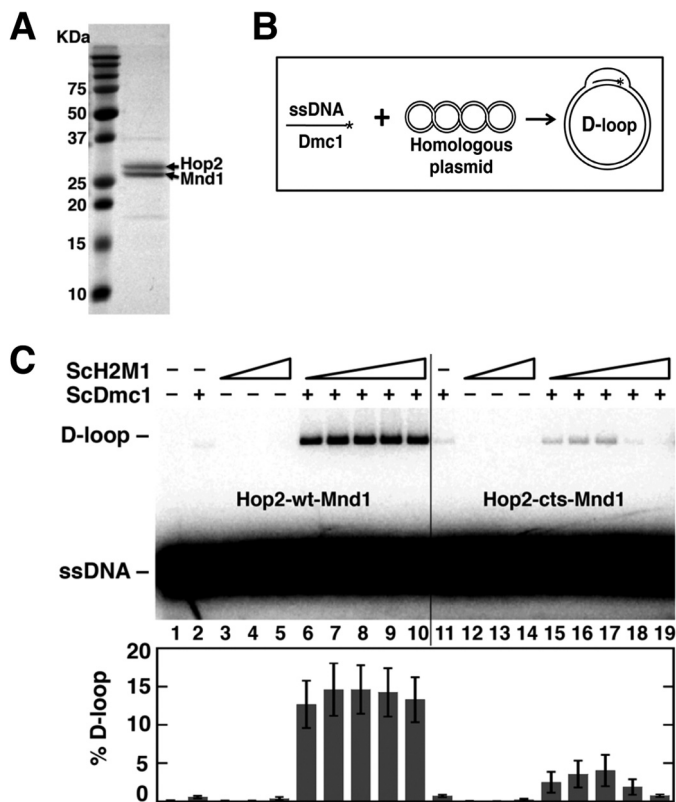 A
KDa
75
50
37
25
20
15
10
Hop2
Mnd1
B
ssDNA
*
Dmc1
+
Homologous
plasmid
D-loop
*
C
ScH2M1 – – –
ScDmc1 – + – – – + + + + + + – – – + + + + +
D-loop –
Hop2-wt-Mnd1 Hop2-cts-Mnd1
ssDNA –
1 2 3 4 5 6 7 8 9 10 11 12 13 14 15 16 17 18 19
% D-loop
20
15
10
5
0